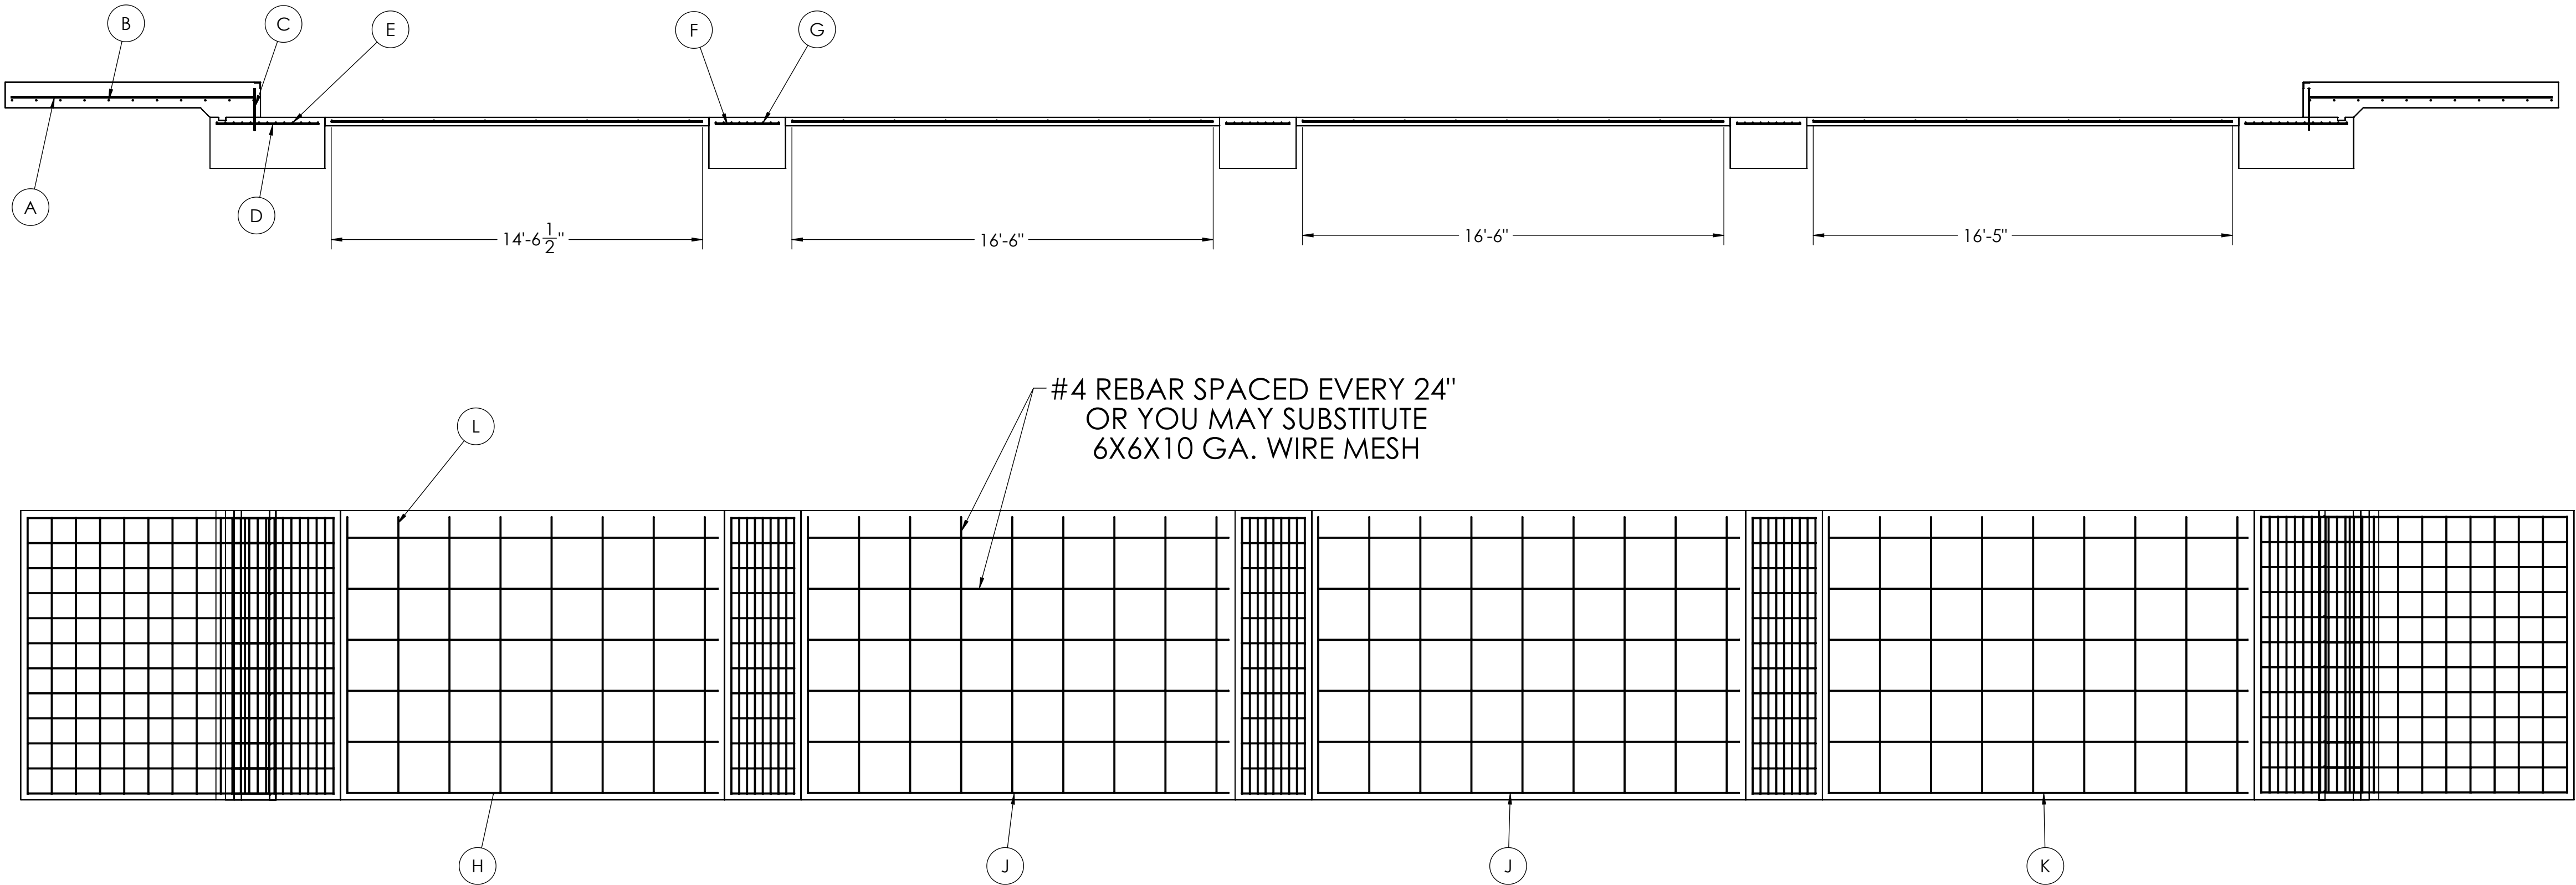 B
C
E
F
G
A
D
14'-6 1/2"
16'-6"
16'-6"
16'-5"
#4 REBAR SPACED EVERY 24"
OR YOU MAY SUBSTITUTE
6X6X10 GA. WIRE MESH
L
H
J
J
K